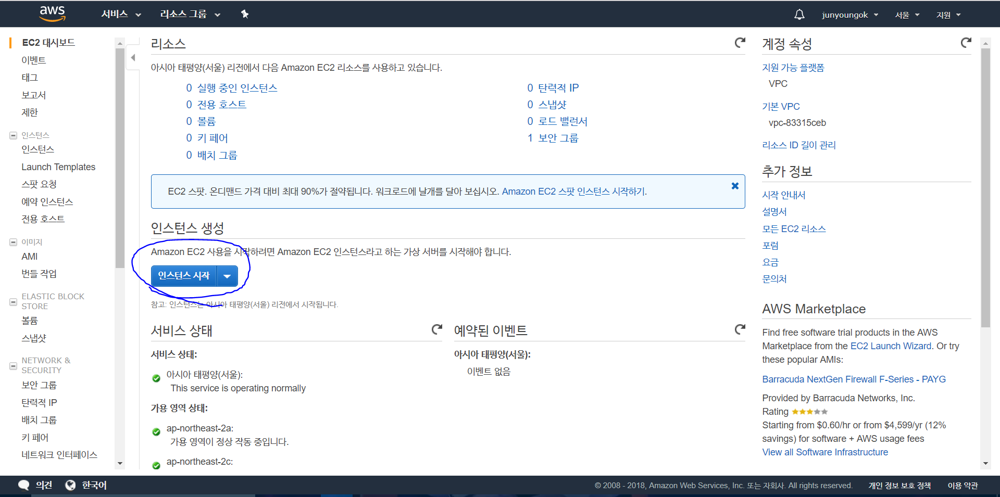 aws 서비스 리소스 그룹 junyoungok 서울 지원
EC2 대시보드
이벤트
태그
보고서
제한
인스턴스
인스턴스
Launch Templates
스팟 요청
예약 인스턴스
전용 호스트
이미지
AMI
번들 작업
ELASTIC BLOCK
STORE
볼륨
스냅샷
NETWORK &
SECURITY
보안 그룹
탄력적 IP
배치 그룹
키 페어
네트워크 인터페이스
리소스
아시아 태평양(서울) 리전에서 다음 Amazon EC2 리소스를 사용하고 있습니다.
0 실행 중인 인스턴스
0 전용 호스트
0 볼륨
0 키 페어
0 배치 그룹
0 탄력적 IP
0 스냅샷
0 로드 밸런서
1 보안 그룹
EC2 스팟. 온디맨드 가격 대비 최대 90%가 절약됩니다. 워크로드에 날개를 달아 보십시오. Amazon EC2 스팟 인스턴스 시작하기.
인스턴스 생성
Amazon EC2 사용을 시작하려면 Amazon EC2 인스턴스라고 하는 가상 서버를 시작해야 합니다.
인스턴스 시작
참고: 인스턴스는 아시아 태평양(서울) 리전에서 시작됩니다.
서비스 상태
서비스 상태:
아시아 태평양(서울):
This service is operating normally
가용 영역 상태:
ap-northeast-2a:
가용 영역이 정상 작동 중입니다.
ap-northeast-2c:
예약된 이벤트
아시아 태평양(서울):
이벤트 없음
계정 속성
지원 가능 플랫폼
VPC
기본 VPC
vpc-83315ceb
리소스 ID 길이 관리
추가 정보
시작 안내서
설명서
모든 EC2 리소스
포럼
요금
문의처
AWS Marketplace
Find free software trial products in the AWS
Marketplace from the EC2 Launch Wizard. Or try
these popular AMIs:
Barracuda NextGen Firewall F-Series - PAYG
Provided by Barracuda Networks, Inc.
Rating
Starting from $0.60/hr or from $4,599/yr (12%
savings) for software + AWS usage fees
View all Software Infrastructure
의견 한국어 © 2008 - 2018, Amazon Web Services, Inc. 또는 자회사. All rights reserved. 개인 정보 보호 정책 이용 약관